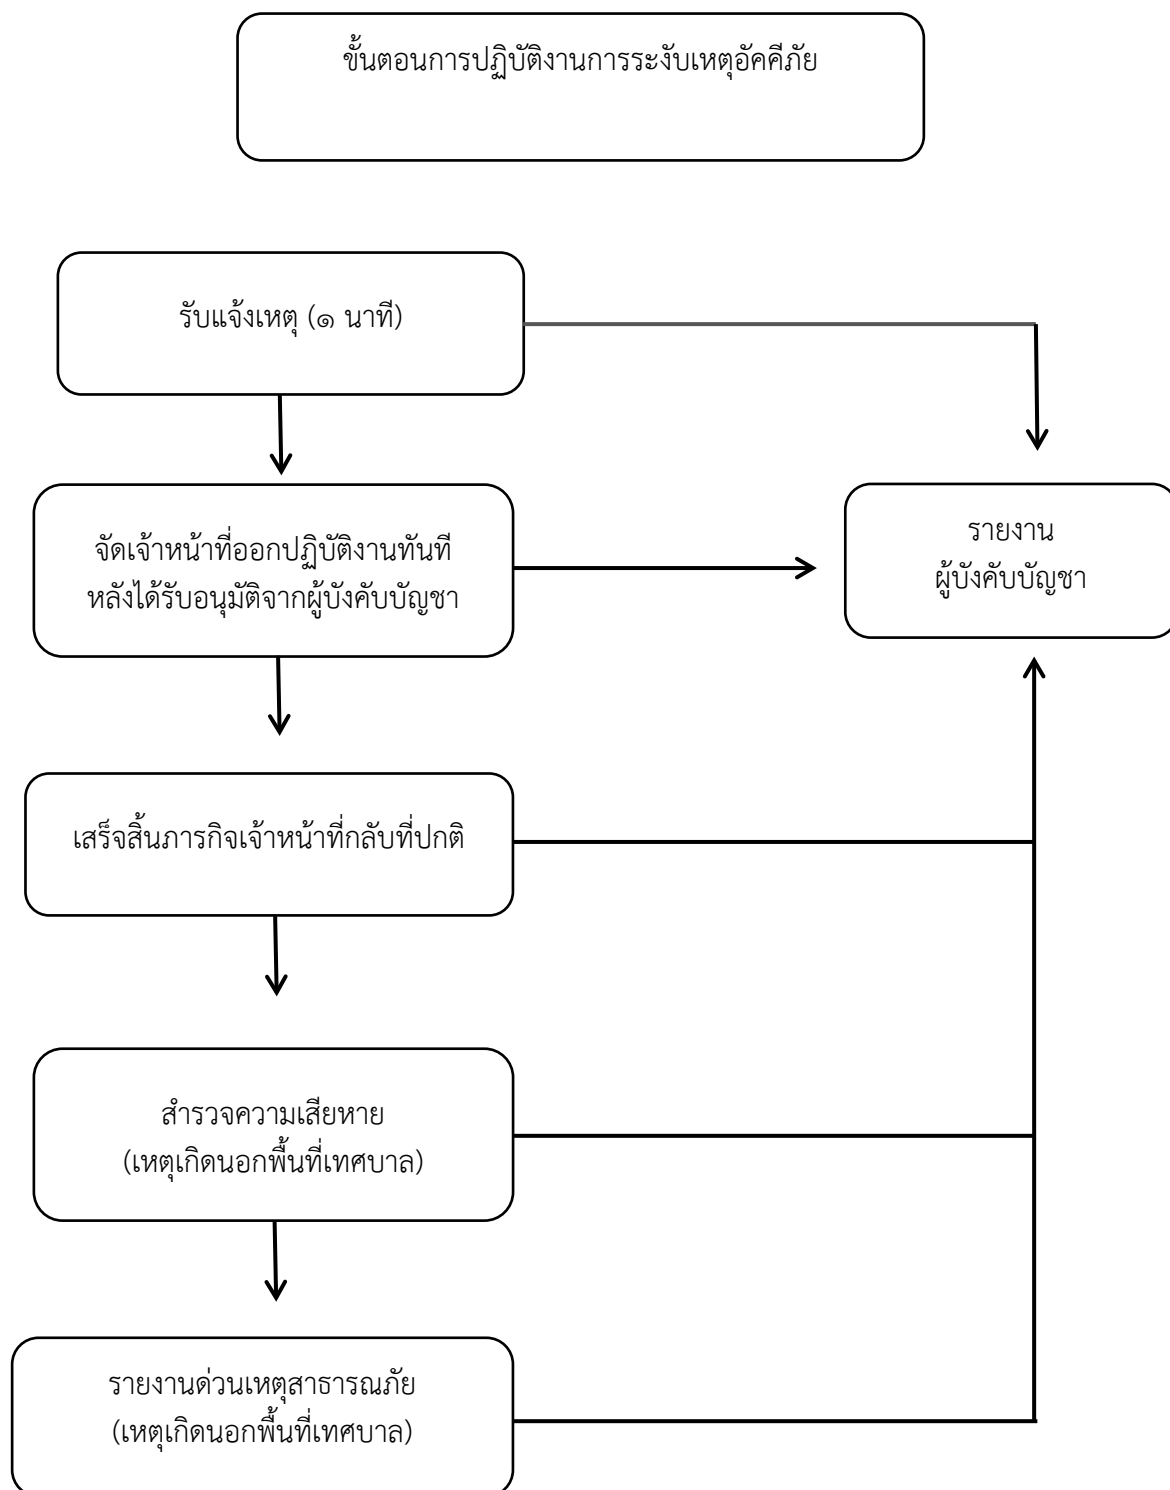 ขั้นตอนการปฏิบัติงานการระงับเหตุอัคคีภัย
รับแจ้งเหตุ (๑ นาที)
จัดเจ้าหน้าที่ออกปฏิบัติงานทันที
หลังได้รับอนุมัติจากผู้บังคับบัญชา
รายงาน
ผู้บังคับบัญชา
เสร็จสิ้นภารกิจเจ้าหน้าที่กลับที่ปกติ
สำรวจความเสียหาย
(เหตุเกิดนอกพื้นที่เทศบาล)
รายงานด่วนเหตุสาธารณภัย
(เหตุเกิดนอกพื้นที่เทศบาล)